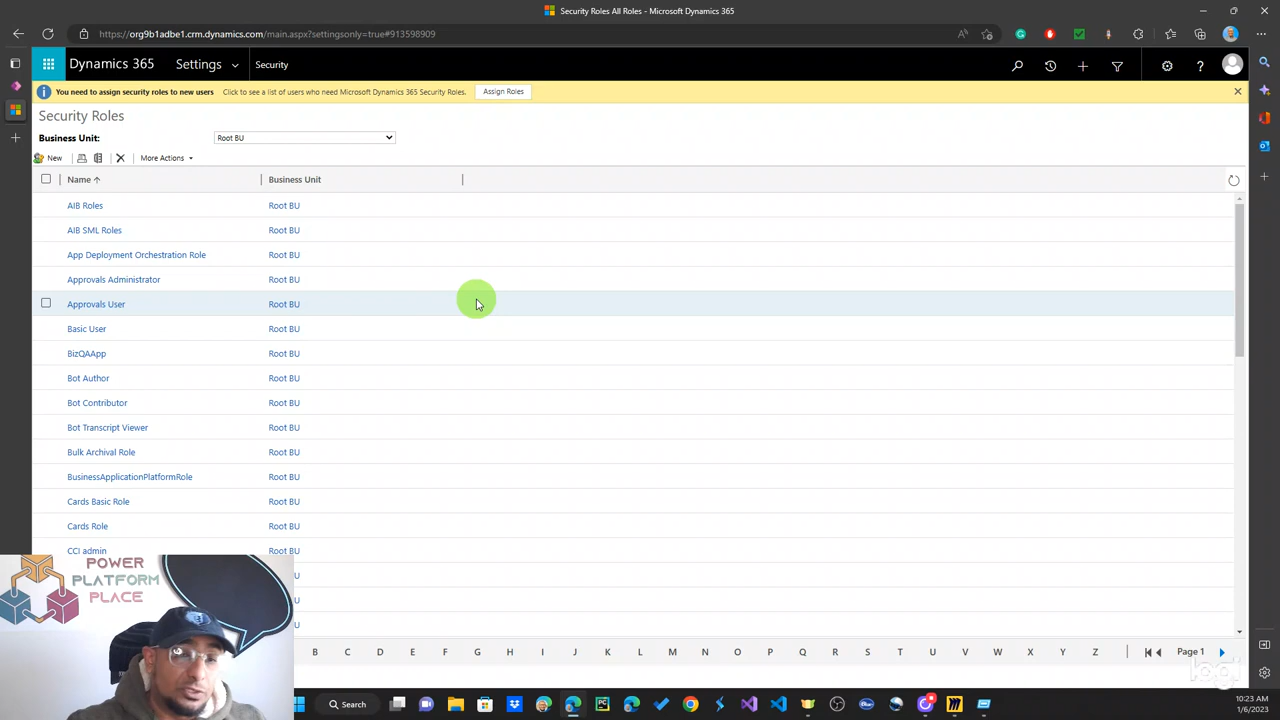 Security Roles All Roles - Microsoft Dynamics 365
https://org9b1adbe1.crm.dynamics.com/main.aspx?settingsonly=true#913598909
Dynamics 365 Settings Security
You need to assign security roles to new users Click to see a list of users who need Microsoft Dynamics 365 Security Roles. Assign Roles
Security Roles
Business Unit: Root BU
New More Actions
Name Business Unit
AIB Roles Root BU
AIB SML Roles Root BU
App Deployment Orchestration Role Root BU
Approvals Administrator Root BU
Approvals User Root BU
Basic User Root BU
BizQAApp Root BU
Bot Author Root BU
Bot Contributor Root BU
Bot Transcript Viewer Root BU
Bulk Archival Role Root BU
BusinessApplicationPlatformRole Root BU
Cards Basic Role Root BU
Cards Role Root BU
CCI admin Root BU
POWER
PLATFORM
PLACE
B C D E F G H I J K L M N O P Q R S T U V W X Y Z Page 1
Search
10:23 AM
1/6/2023